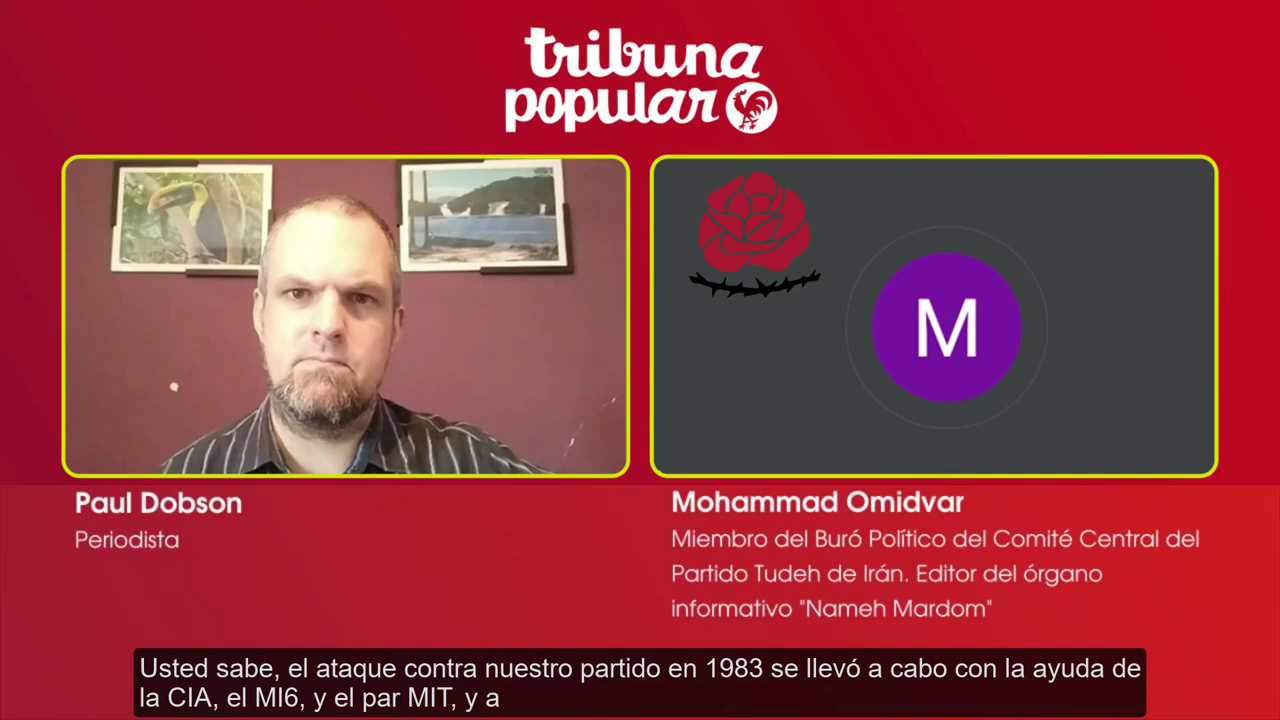 tribuna
popular
M
Paul Dobson
Periodista
Mohammad Omidvar
Miembro del Buró Político del Comité Central del
Partido Tudeh de Irán. Editor del órgano
informativo "Nameh Mardom"
Usted sabe, el ataque contra nuestro partido en 1983 se llevó a cabo con la ayuda de
la CIA, el MI6, y el par MIT, y a